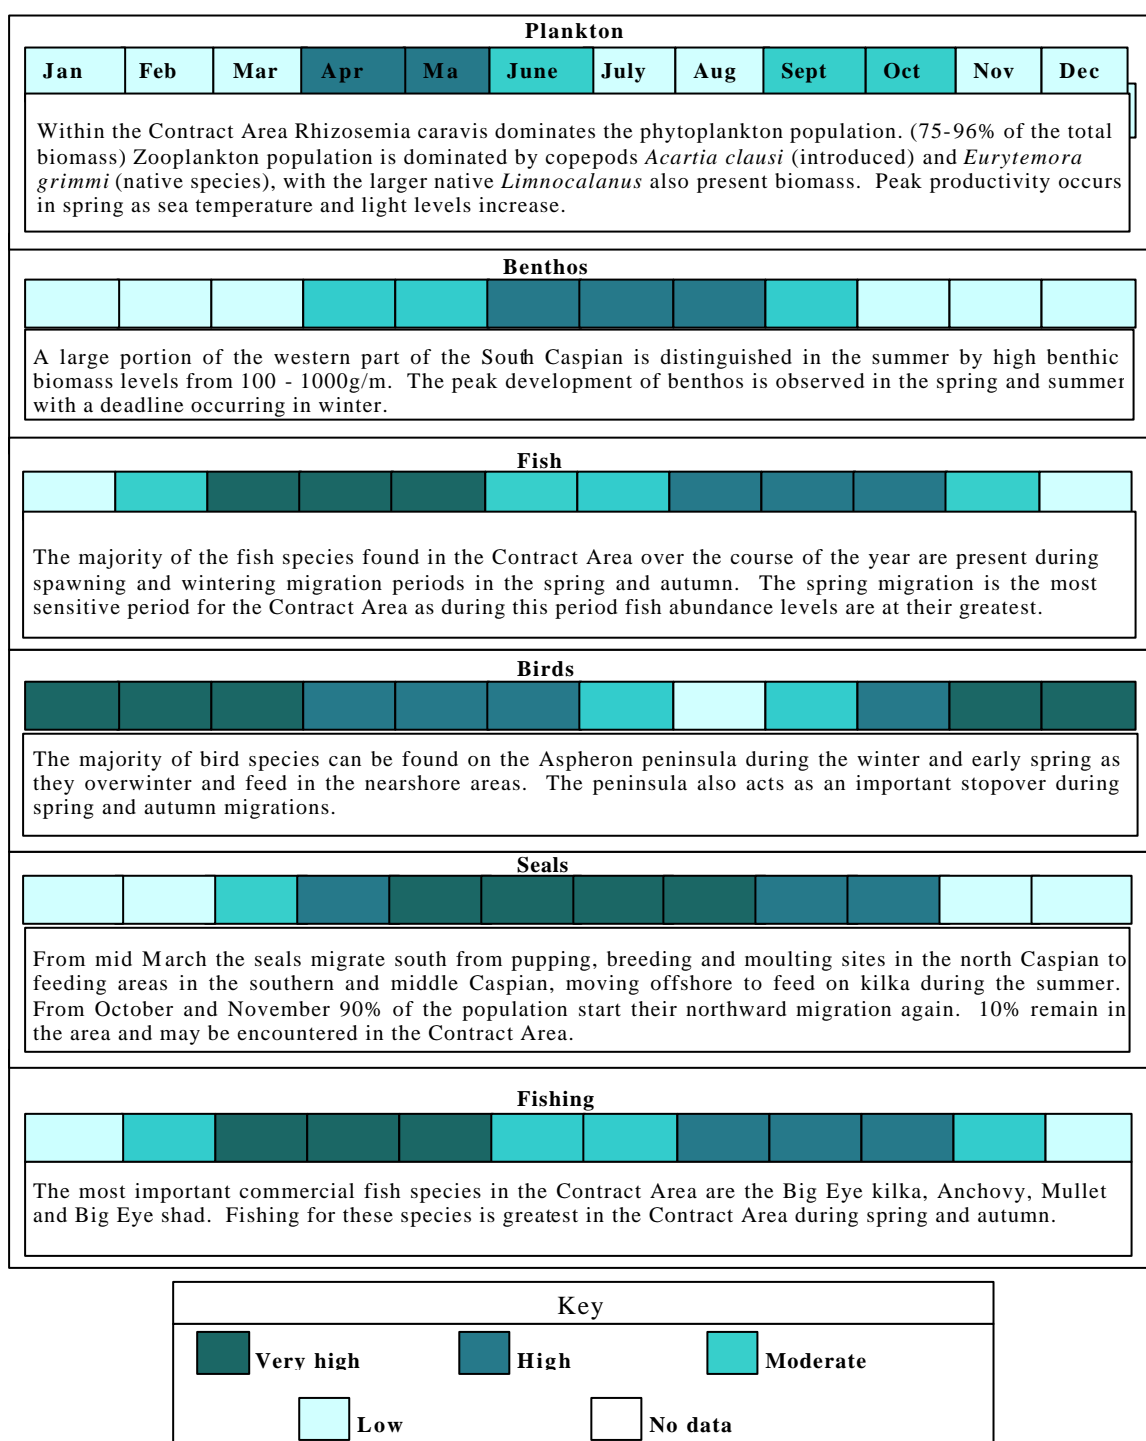 Plankton
Jan Feb Mar Apr Ma June July Aug Sept Oct Nov Dec
Within the Contract Area Rhizosemia caravis dominates the phytoplankton population. (75-96% of the total
biomass) Zooplankton population is dominated by copepods Acartia clausi (introduced) and Eurytemora
grimmi (native species), with the larger native Limnocalanus also present biomass. Peak productivity occurs
in spring as sea temperature and light levels increase.
Benthos
A large portion of the western part of the South Caspian is distinguished in the summer by high benthic
biomass levels from 100 - 1000g/m. The peak development of benthos is observed in the spring and summer
with a deadline occurring in winter.
Fish
The majority of the fish species found in the Contract Area over the course of the year are present during
spawning and wintering migration periods in the spring and autumn. The spring migration is the most
sensitive period for the Contract Area as during this period fish abundance levels are at their greatest.
Birds
The majority of bird species can be found on the Aspheron peninsula during the winter and early spring as
they overwinter and feed in the nearshore areas. The peninsula also acts as an important stopover during
spring and autumn migrations.
Seals
From mid March the seals migrate south from pupping, breeding and moulting sites in the north Caspian to
feeding areas in the southern and middle Caspian, moving offshore to feed on kilka during the summer.
From October and November 90% of the population start their northward migration again. 10% remain in
the area and may be encountered in the Contract Area.
Fishing
The most important commercial fish species in the Contract Area are the Big Eye kilka, Anchovy, Mullet
and Big Eye shad. Fishing for these species is greatest in the Contract Area during spring and autumn.
Key
Very high High Moderate
Low No data